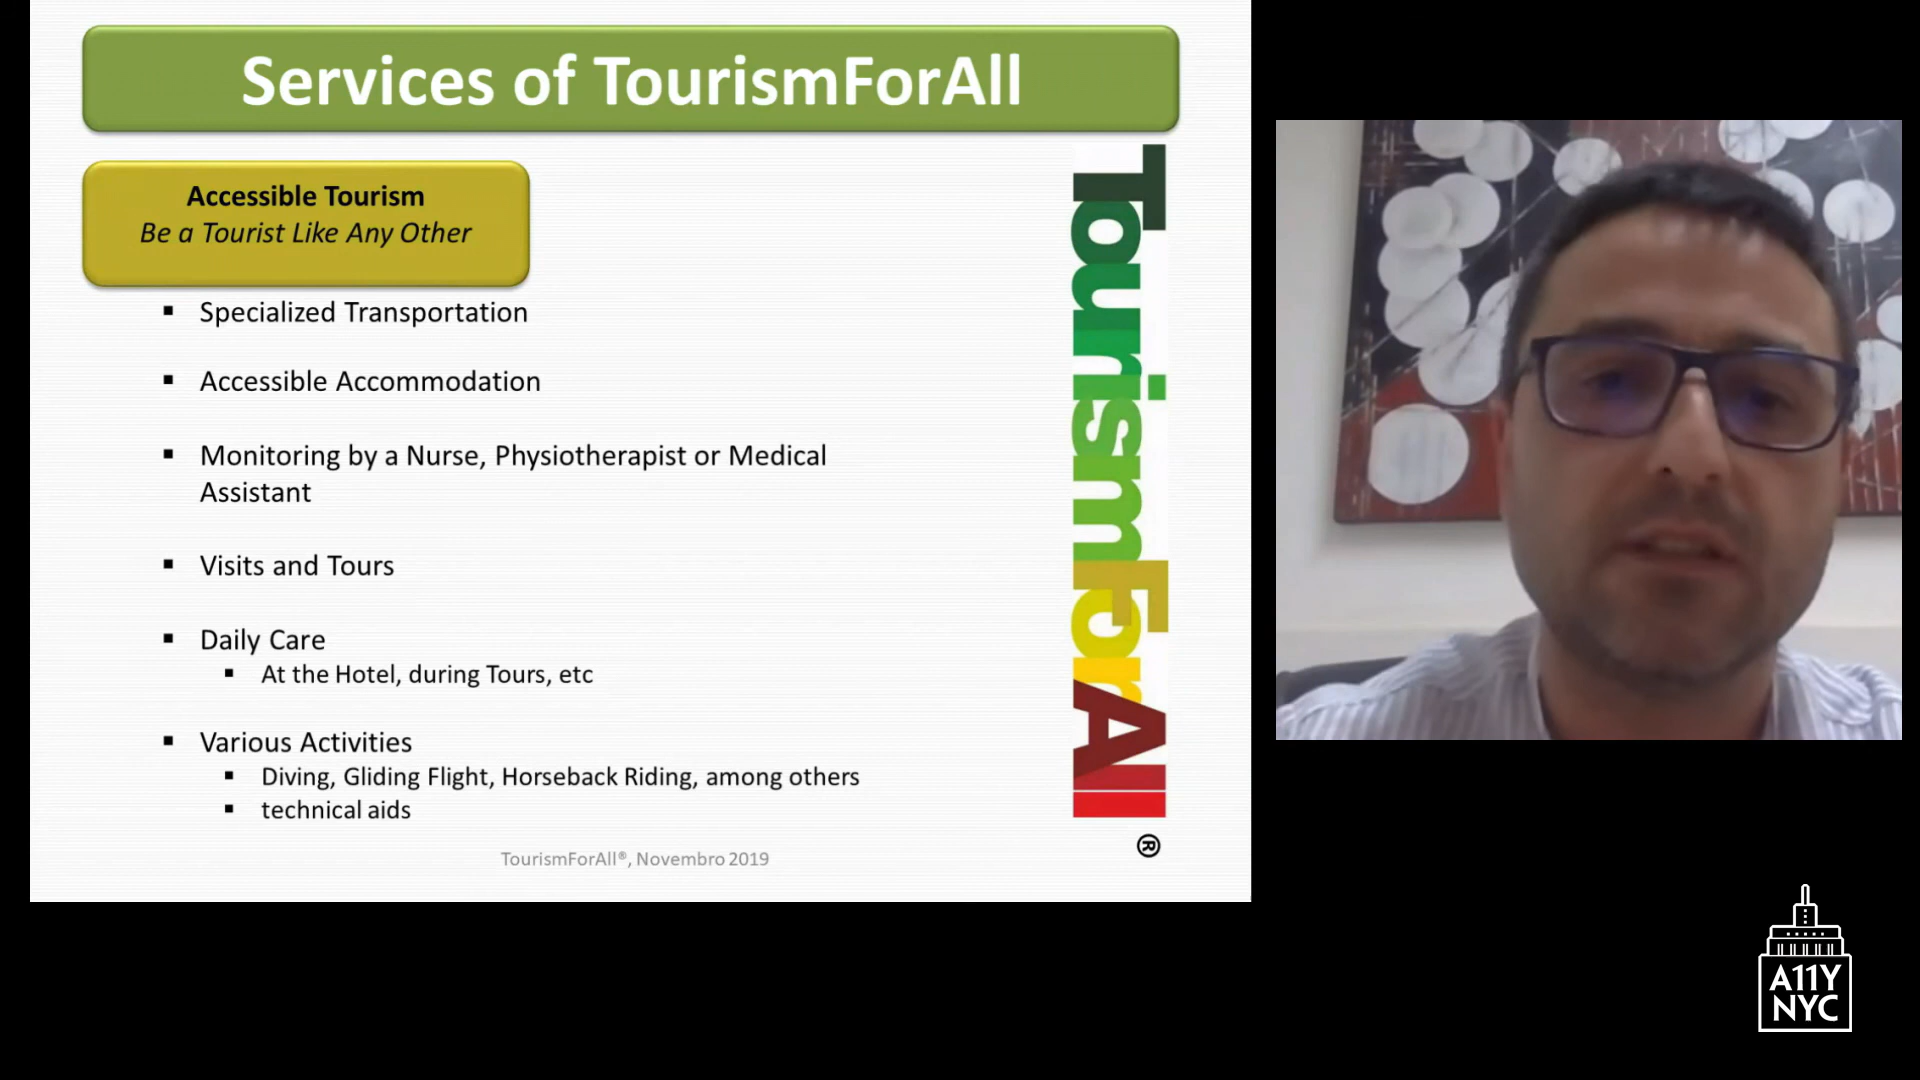 Services of TourismForAll
Accessible Tourism
Be a Tourist Like Any Other
▪ Specialized Transportation
▪ Accessible Accommodation
▪ Monitoring by a Nurse, Physiotherapist or Medical
Assistant
▪ Visits and Tours
▪ Daily Care
▪ At the Hotel, during Tours, etc
▪ Various Activities
▪ Diving, Gliding Flight, Horseback Riding, among others
▪ technical aids
TourismForAll®, Novembro 2019
TourismForAll
®
A11Y
NYC